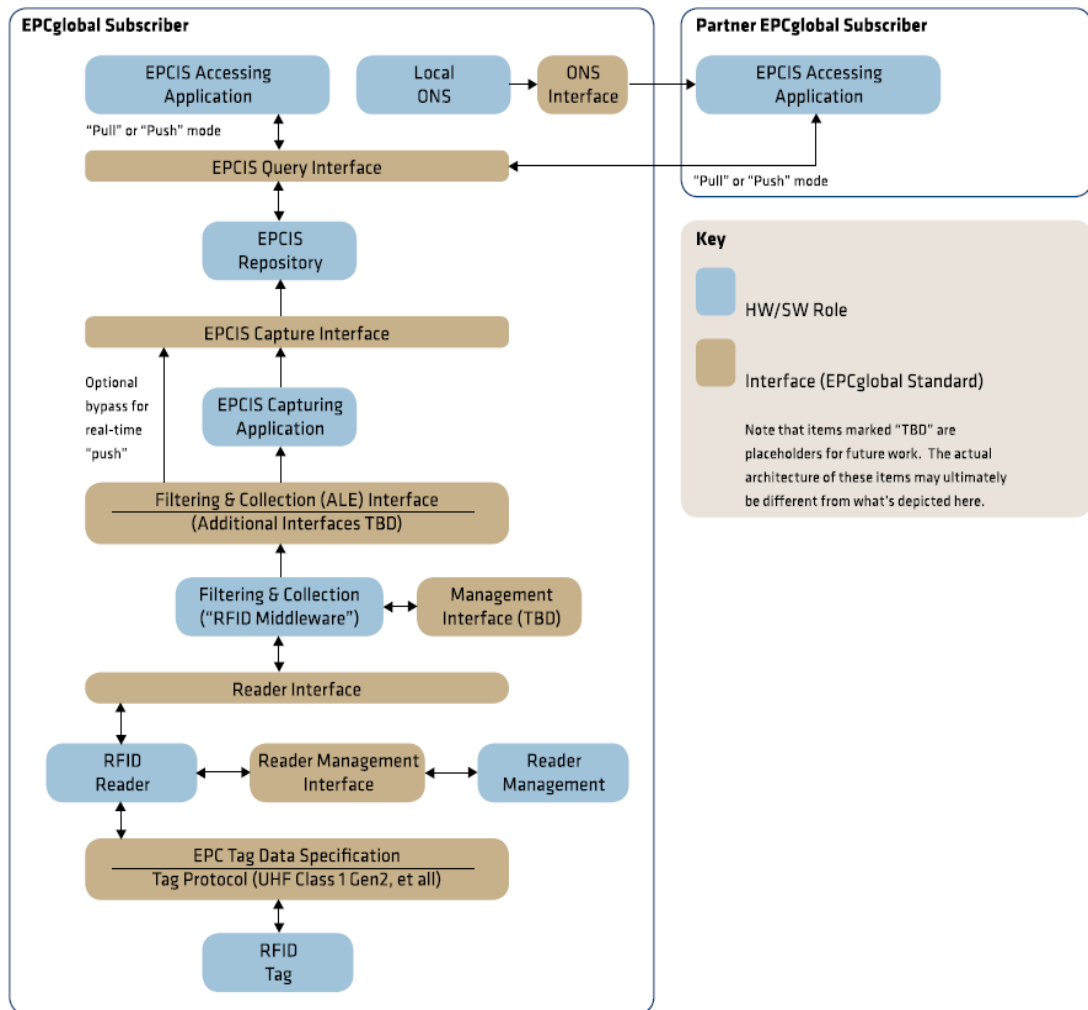 EPCglobal Subscriber
EPCIS Accessing
Application
Local
ONS
ONS
Interface
"Pull" or "Push" mode
EPCIS Query Interface
EPCIS
Repository
EPCIS Capture Interface
Optional
bypass for
real-time
"push"
EPCIS Capturing
Application
Filtering & Collection (ALE) Interface
(Additional Interfaces TBD)
Filtering & Collection
("RFID Middleware")
Management
Interface (TBD)
Reader Interface
RFID
Reader
Reader Management
Interface
Reader
Management
EPC Tag Data Specification
Tag Protocol (UHF Class 1 Gen2, et all)
RFID
Tag
Partner EPCglobal Subscriber
EPCIS Accessing
Application
"Pull" or "Push" mode
Key
HW/SW Role
Interface (EPCglobal Standard)
Note that items marked "TBD" are
placeholders for future work.  The actual
architecture of these items may ultimately
be different from what's depicted here.